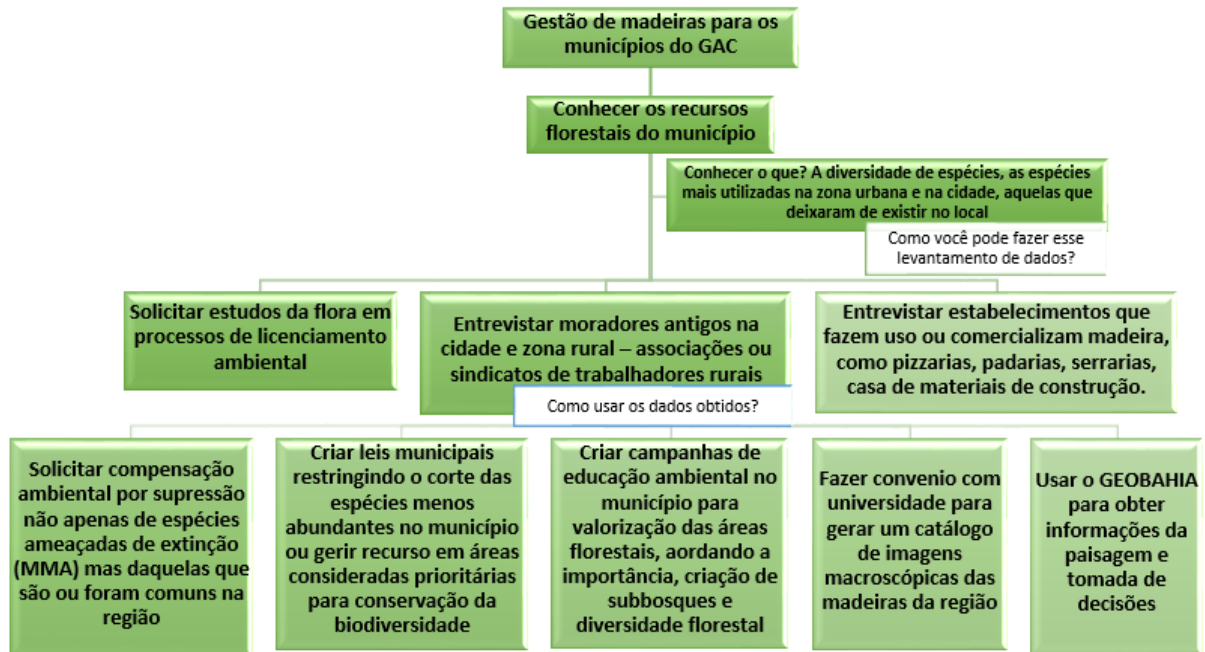 Gestão de madeiras para os
municípios do GAC
Conhecer os recursos
florestais do município
Conhecer o que? A diversidade de espécies, as espécies
mais utilizadas na zona urbana e na cidade, aquelas que
deixaram de existir no local
Como você pode fazer esse
levantamento de dados?
Solicitar estudos da flora em
processos de licenciamento
ambiental
Entrevistar moradores antigos na
cidade e zona rural – associações ou
sindicatos de trabalhadores rurais
Entrevistar estabelecimentos que
fazem uso ou comercializam madeira,
como pizzarias, padarias, serrarias,
casa de materiais de construção.
Como usar os dados obtidos?
Solicitar compensação
ambiental por supressão
não apenas de espécies
ameaçadas de extinção
(MMA) mas daquelas que
são ou foram comuns na
região
Criar leis municipais
restringindo o corte das
espécies menos
abundantes no município
ou gerir recurso em áreas
consideradas prioritárias
para conservação da
biodiversidade
Criar campanhas de
educação ambiental no
município para
valorização das áreas
florestais, aordando a
importância, criação de
subbosques e
diversidade florestal
Fazer convenio com
universidade para
gerar um catálogo
de imagens
macroscópicas das
madeiras da região
Usar o GEOBAHIA
para obter
informações da
paisagem e
tomada de
decisões